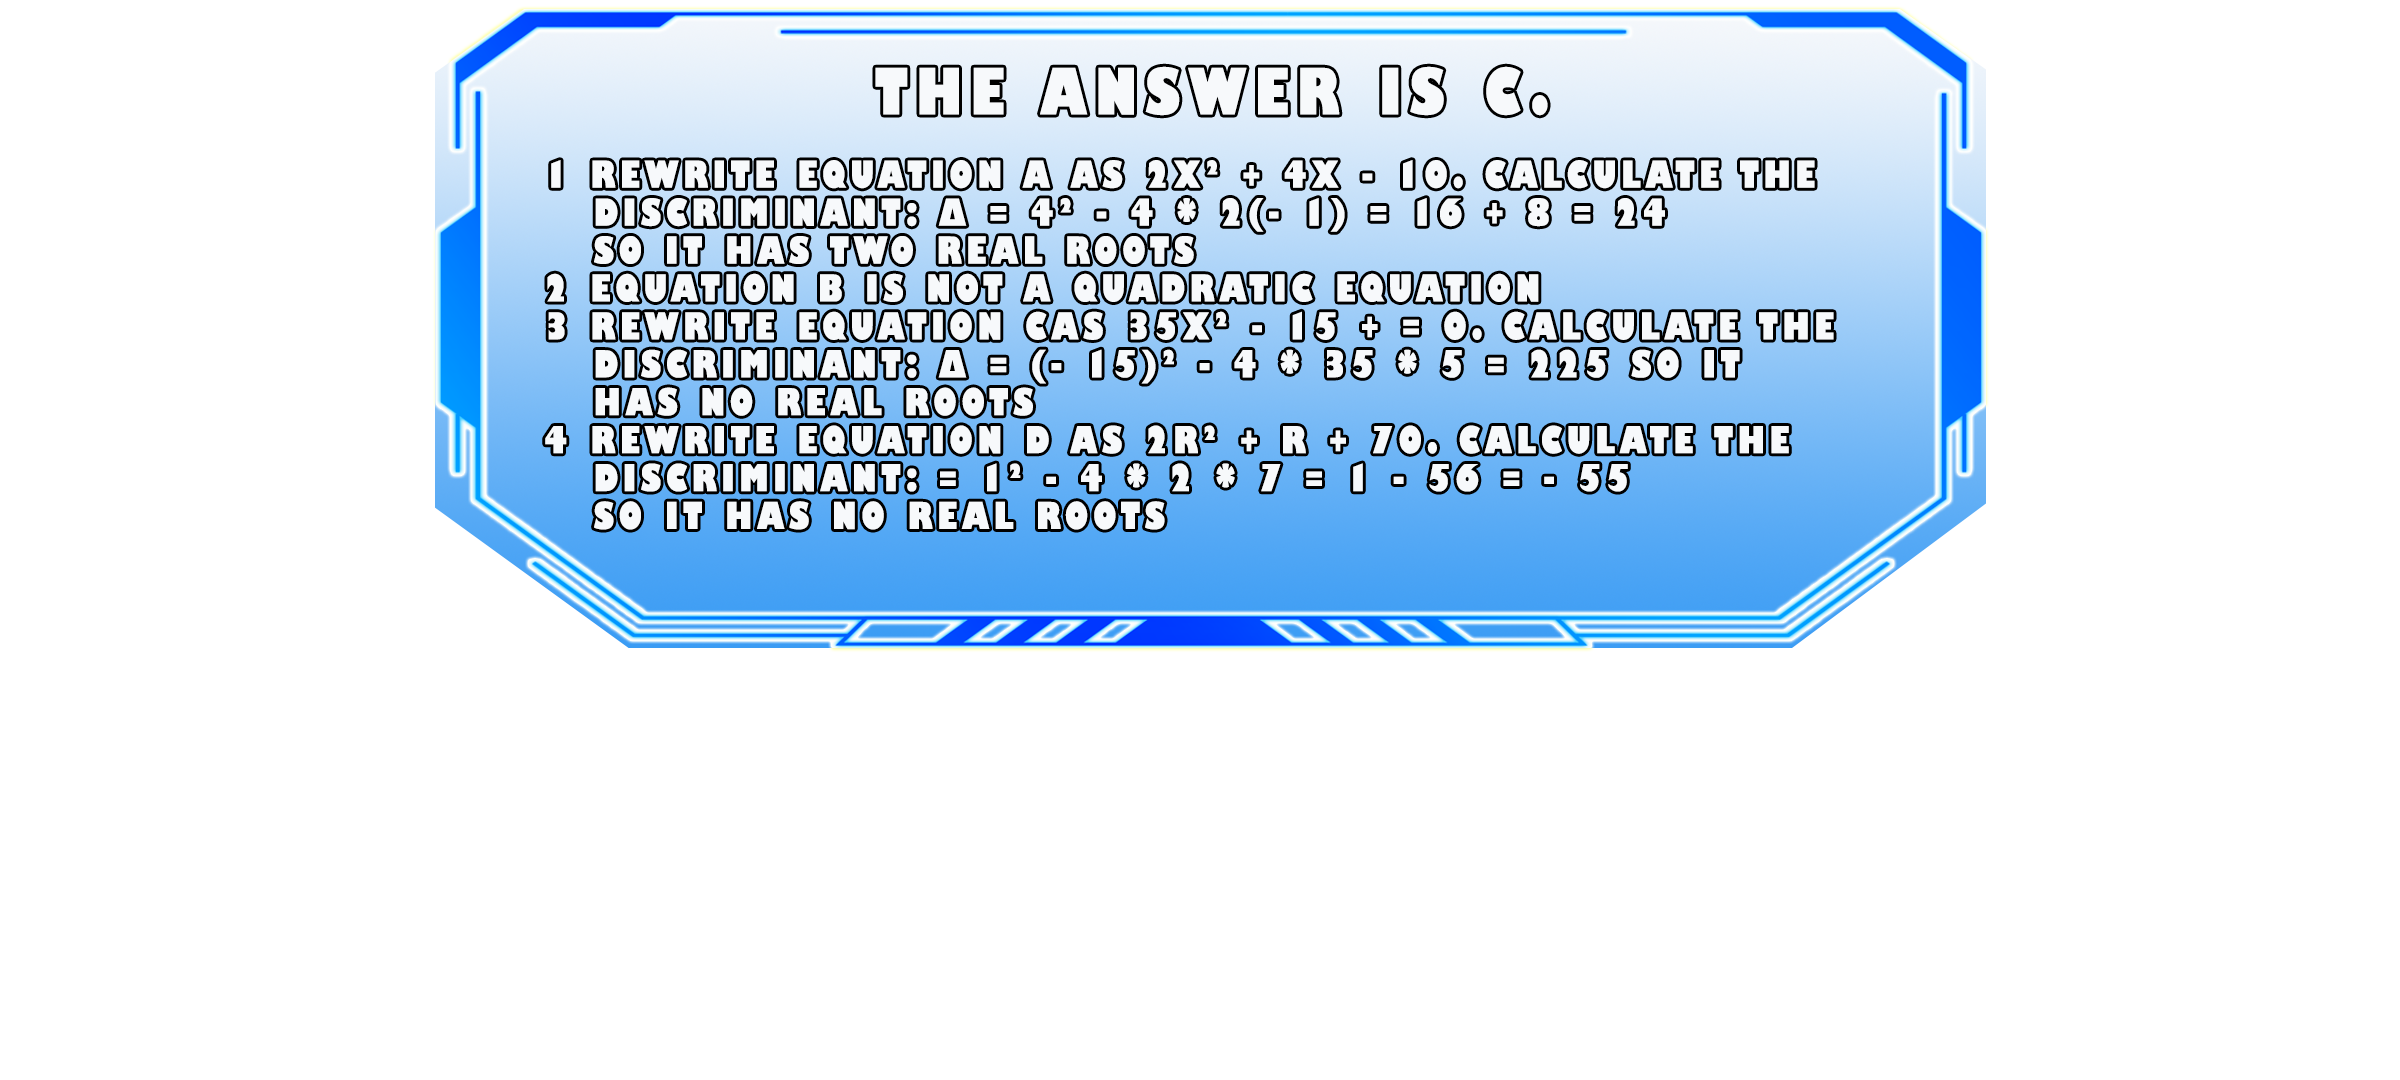 THE ANSWER IS C.
1 REWRITE EQUATION A AS 2X² + 4X - 10. CALCULATE THE
DISCRIMINANT: Δ = 4² - 4 * 2(- 1) = 16 + 8 = 24
SO IT HAS TWO REAL ROOTS
2 EQUATION B IS NOT A QUADRATIC EQUATION
3 REWRITE EQUATION CAS 35X² - 15 + = 0. CALCULATE THE
DISCRIMINANT: Δ = (- 15)² - 4 * 35 * 5 = 225 SO IT
HAS NO REAL ROOTS
4 REWRITE EQUATION D AS 2R² + R + 70. CALCULATE THE
DISCRIMINANT: = 1² - 4 * 2 * 7 = 1 - 56 = - 55
SO IT HAS NO REAL ROOTS